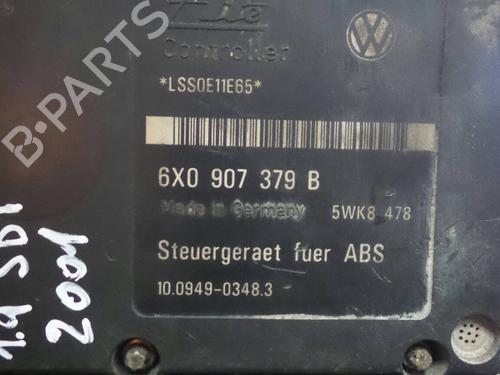 Ate
Controller
*LSS0E11E65*
6X0 907 379 B
Made in Germany 5WK8 478
Steuergeraet fuer ABS
10.0949-0348.3
1.9 SDI
2001
B-PARTS